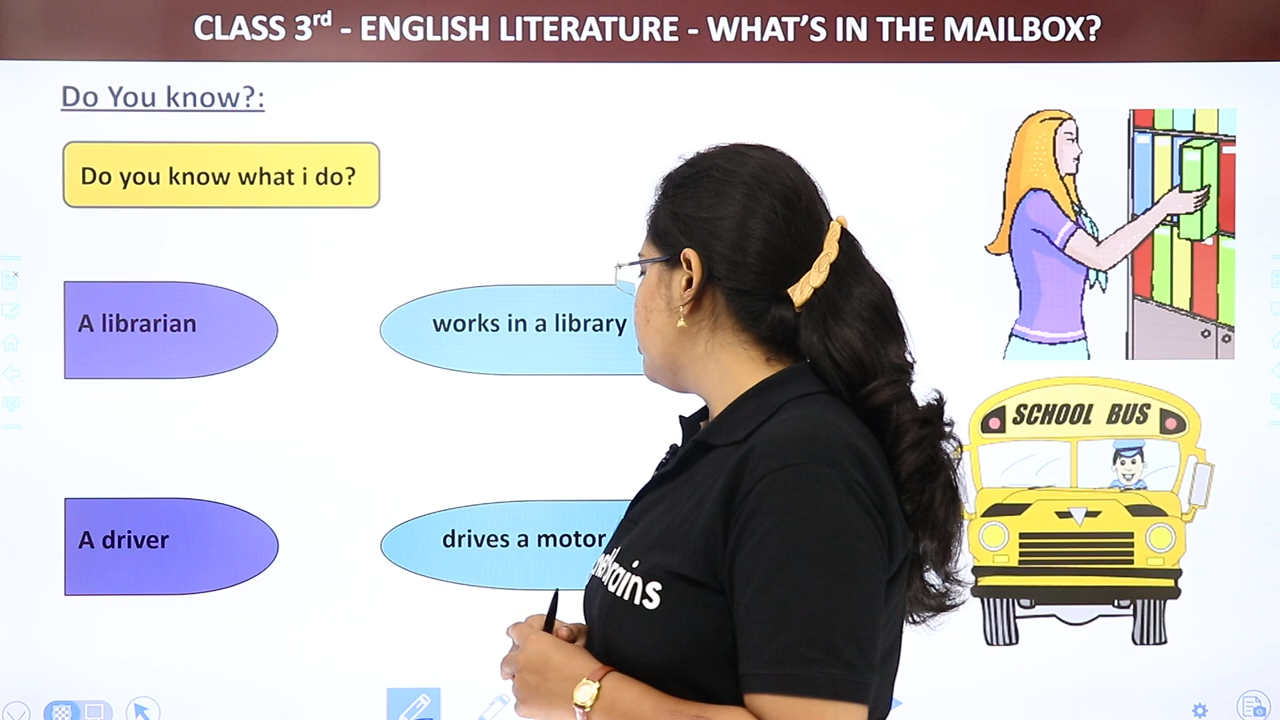 CLASS 3rd - ENGLISH LITERATURE - WHAT'S IN THE MAILBOX?
Do You know?:
Do you know what i do?
A librarian
works in a library
SCHOOL BUS
A driver
drives a motor